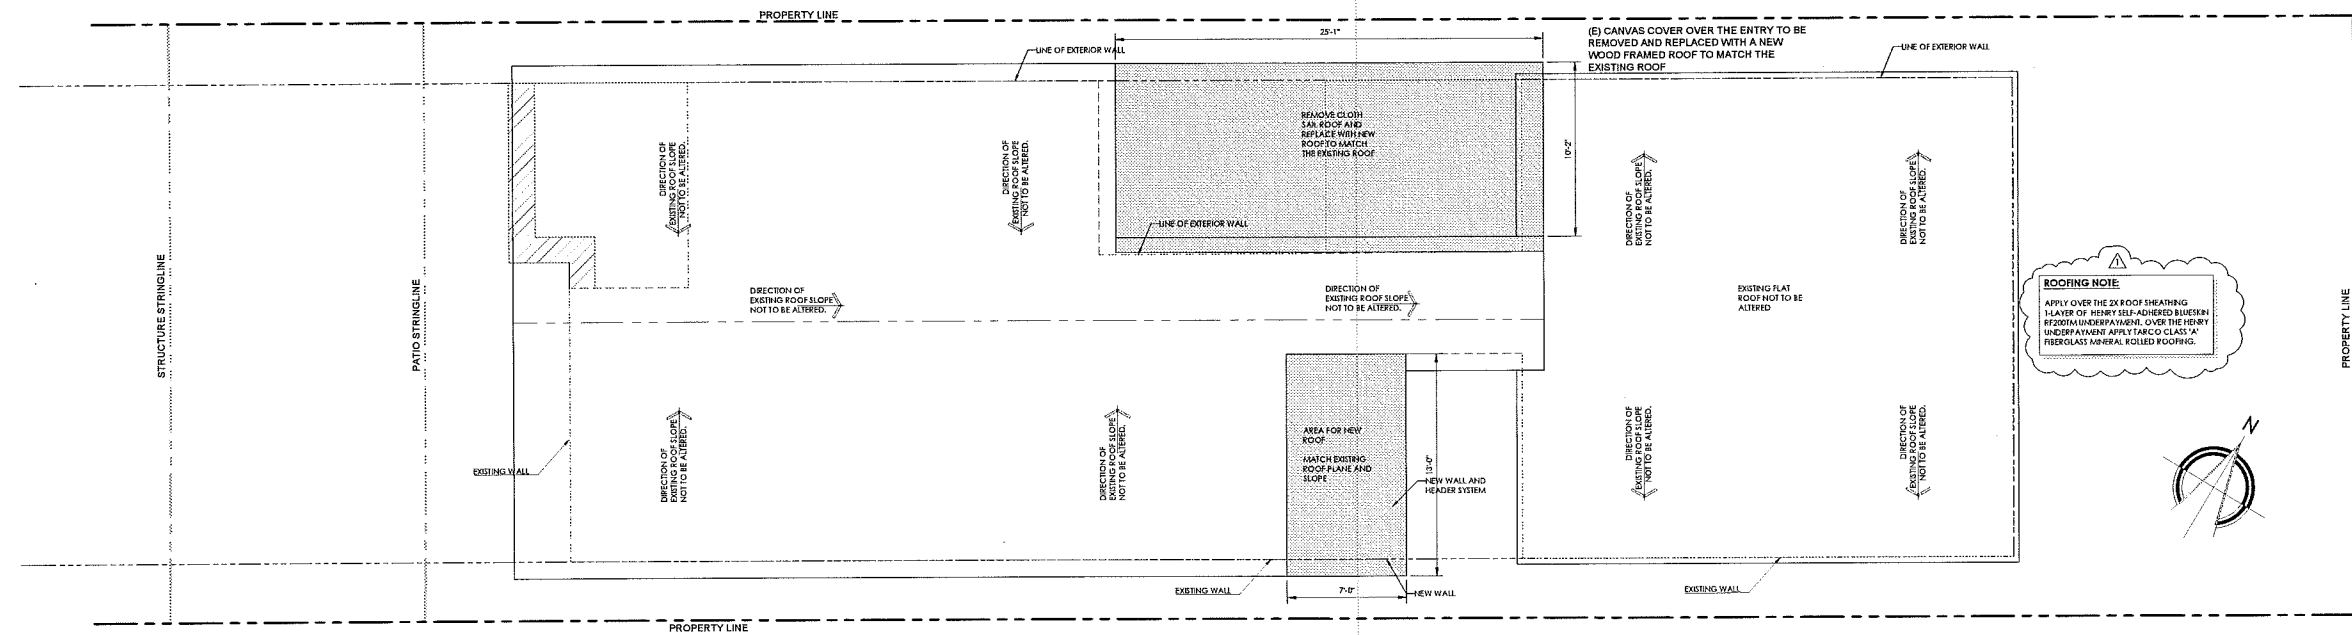 PROPERTY LINE
25'-1"
(E) CANVAS COVER OVER THE ENTRY TO BE
REMOVED AND REPLACED WITH A NEW
WOOD FRAMED ROOF TO MATCH THE
EXISTING ROOF
LINE OF EXTERIOR WALL
LINE OF EXTERIOR WALL
REMOVE CLOTH
SAIL ROOF AND
REPLACE WITH NEW
ROOF TO MATCH
THE EXISTING ROOF
10'-2"
DIRECTION OF
EXISTING ROOF SLOPE
NOT TO BE ALTERED.
DIRECTION OF
EXISTING ROOF SLOPE
NOT TO BE ALTERED.
DIRECTION OF
EXISTING ROOF SLOPE
NOT TO BE ALTERED.
DIRECTION OF
EXISTING ROOF SLOPE
NOT TO BE ALTERED.
LINE OF EXTERIOR WALL
STRUCTURE STRINGLINE
PATIO STRINGLINE
DIRECTION OF
EXISTING ROOF SLOPE
NOT TO BE ALTERED.
DIRECTION OF
EXISTING ROOF SLOPE
NOT TO BE ALTERED.
EXISTING FLAT
ROOF NOT TO BE
ALTERED
1
ROOFING NOTE:
APPLY OVER THE 2X ROOF SHEATHING
1-LAYER OF HENRY SELF-ADHERED BLUESKIN
RF200TM UNDERPAYMENT. OVER THE HENRY
UNDERPAYMENT APPLY TARCO CLASS 'A'
FIBERGLASS MINERAL ROLLED ROOFING.
PROPERTY LINE
DIRECTION OF
EXISTING ROOF SLOPE
NOT TO BE ALTERED.
DIRECTION OF
EXISTING ROOF SLOPE
NOT TO BE ALTERED.
AREA FOR NEW
ROOF
MATCH EXISTING
ROOF PLANE AND
SLOPE
13'-0"
DIRECTION OF
EXISTING ROOF SLOPE
NOT TO BE ALTERED.
DIRECTION OF
EXISTING ROOF SLOPE
NOT TO BE ALTERED.
N
EXISTING WALL
NEW WALL AND
HEADER SYSTEM
EXISTING WALL
7'-0"
NEW WALL
EXISTING WALL
PROPERTY LINE